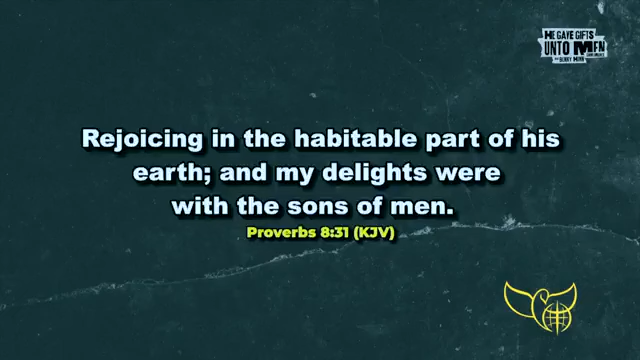 HE GAVE GIFTS
UNTO MEN
Rejoicing in the habitable part of his
earth; and my delights were
with the sons of men.
Proverbs 8:31 (KJV)